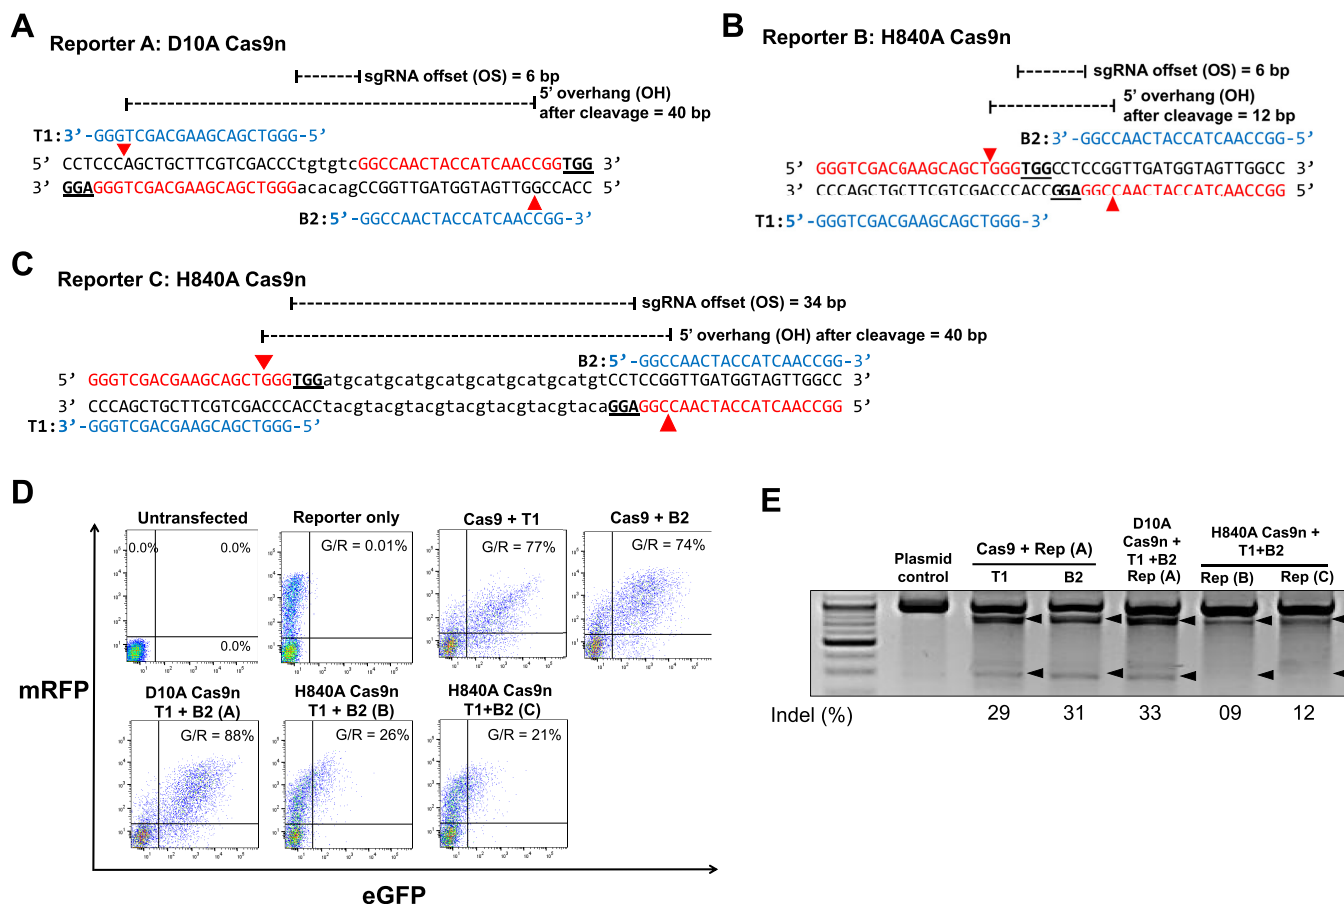 A
Reporter A: D10A Cas9n
sgRNA offset (OS) = 6 bp
5’ overhang (OH)
after cleavage = 40 bp
T1:3’-GGGTCGACGAAGCAGCTGGG-5’
5’ CCTCCCAGCTGCTTCGTCGACCCtgtgtcGGCCAACTACCATCAACCGGTGG 3’
3’ GGAGGGTCGACGAAGCAGCTGGGacacagCCGGTTGATGGTAGTTGGCCACC 5’
B2:5’-GGCCAACTACCATCAACCGG-3’
B
Reporter B: H840A Cas9n
sgRNA offset (OS) = 6
5’ overhang (OH)
after cleavage = 12 bp
B2: 3’-GGCCAACTACCATCAACCGG-5’
5’ GGGTCGACGAAGCAGCTGGGTGGCCTCCGGTTGATGGTAGTTGGCC 3’
3’ CCCAGCTGCTTCGTCGACCCACCGGAGGCCAACTACCATCAACCGG 5’
T1:5’-GGGTCGACGAAGCAGCTGGG-3’
C
Reporter C: H840A Cas9n
sgRNA offset (OS) = 34 bp
5’ overhang (OH) after cleavage = 40 bp
B2:5’-GGCCAACTACCATCAACCGG-3’
5’ GGGTCGACGAAGCAGCTGGGTGGatgcatgcatgcatgcatgcatgcatgtCCTCCGGTTGATGGTAGTTGGCC 3’
3’ CCCAGCTGCTTCGTCGACCCACCtacgtacgtacgtacgtacgtacgtacaGGAGGCCAACTACCATCAACCGG 5’
T1:3’-GGGTCGACGAAGCAGCTGGG-5’
D
Untransfected
0.0%
0.0%
0.0%
Reporter only
G/R = 0.01%
Cas9 + T1
G/R = 77%
Cas9 + B2
G/R = 74%
mRFP
D10A Cas9n
T1 + B2 (A)
G/R = 88%
H840A Cas9n
T1 + B2 (B)
G/R = 26%
H840A Cas9n
T1+B2 (C)
G/R = 21%
eGFP
E
Plasmid
control
Cas9 + Rep (A)
T1 B2
D10A
Cas9n +
T1 +B2
Rep (A)
H840A Cas9n +
T1+B2
Rep (B) Rep (C)
Indel (%) 29 31 33 09 12